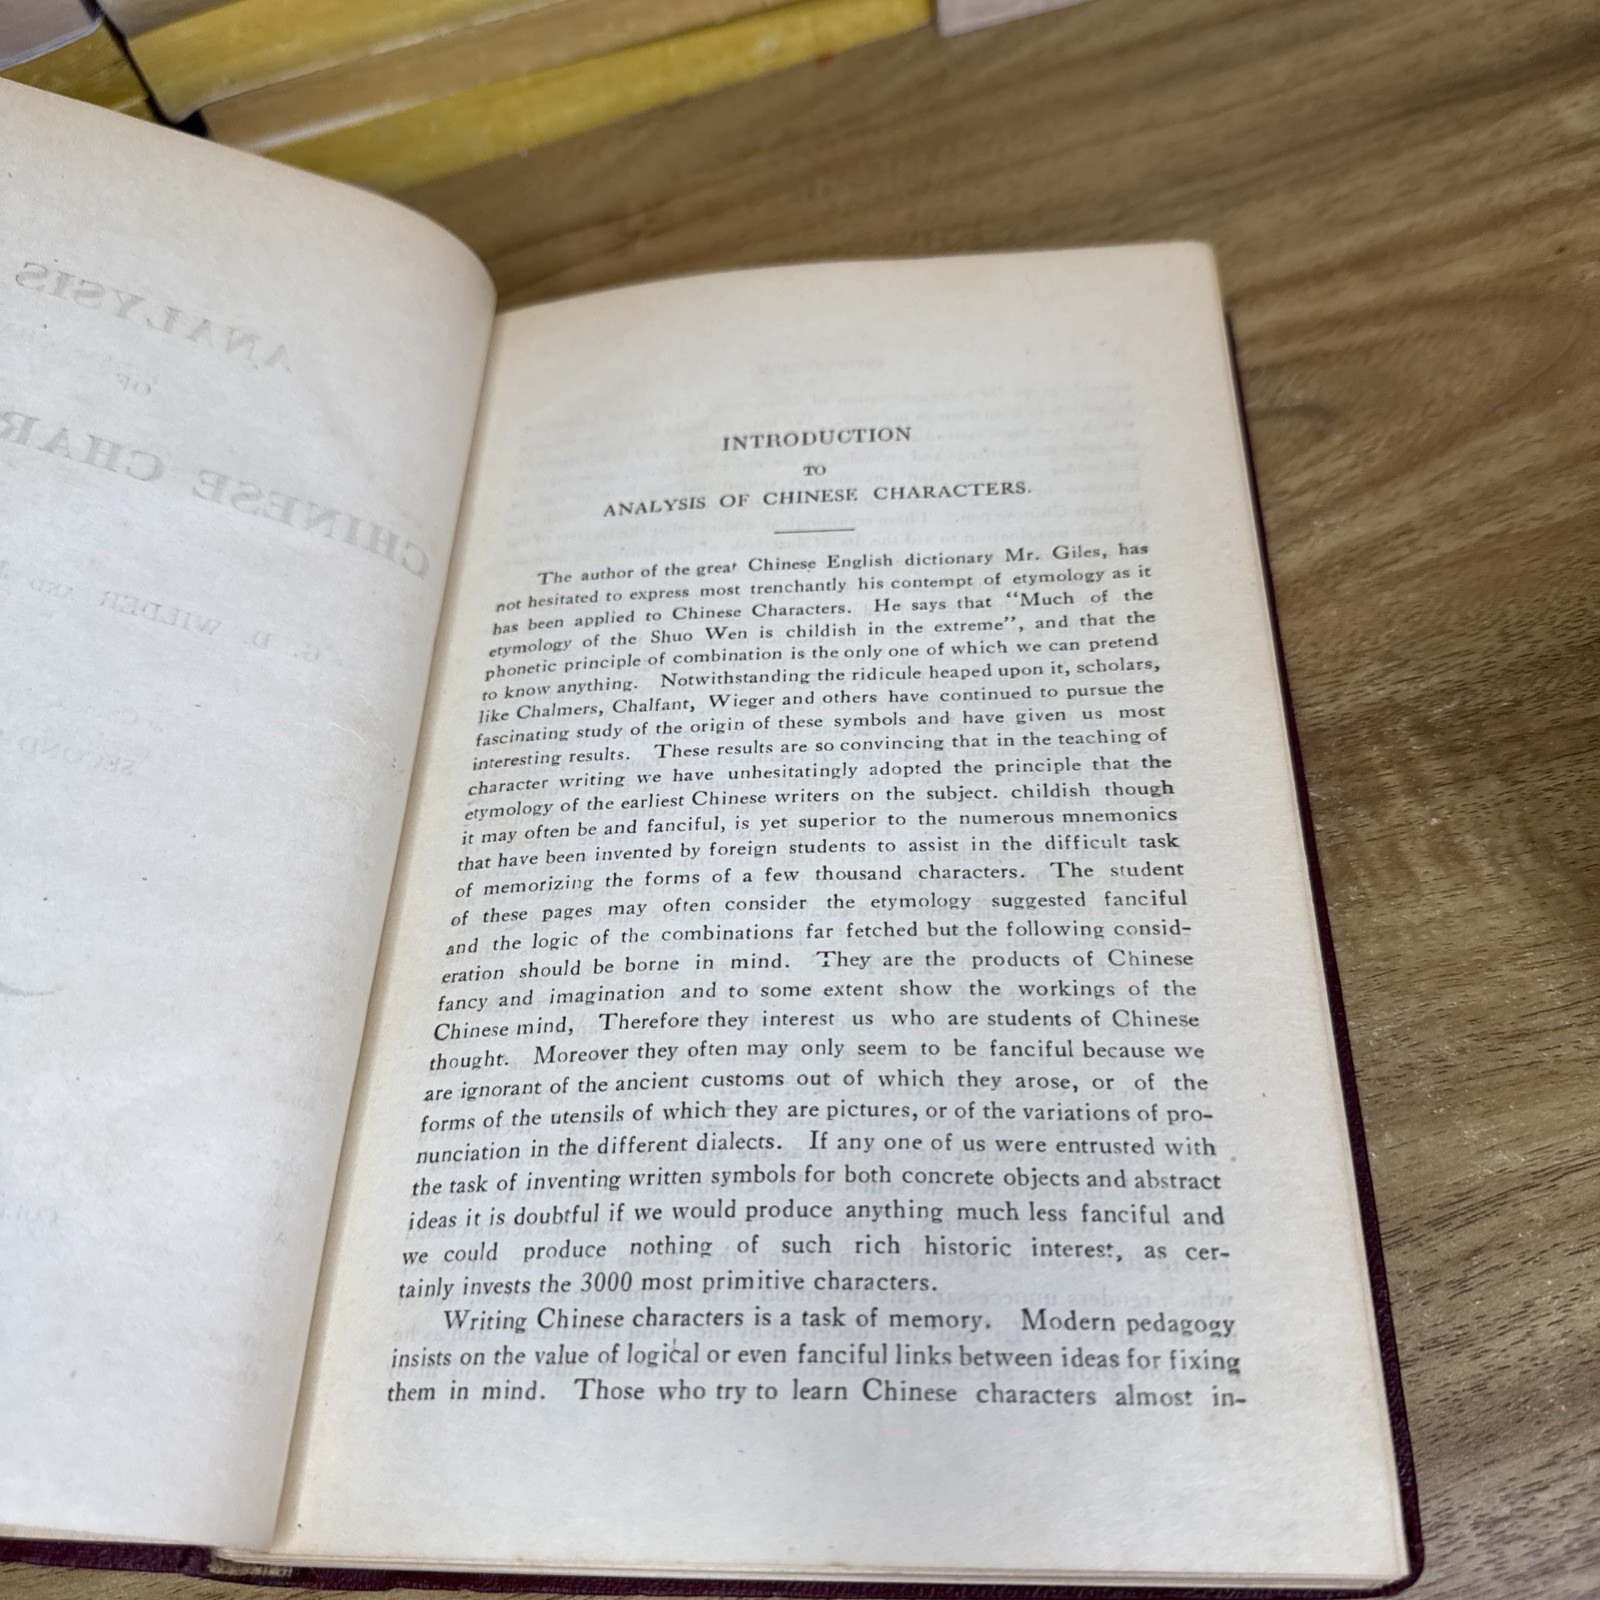 ANALYSIS
OF
CHINESE CHAR
G. D. WILDER AND
SECOND
INTRODUCTION
TO
ANALYSIS OF CHINESE CHARACTERS.
The author of the great Chinese English dictionary Mr. Giles, has
not hesitated to express most trenchantly his contempt of etymology as it
has been applied to Chinese Characters. He says that "Much of the
etymology of the Shuo Wen is childish in the extreme", and that the
phonetic principle of combination is the only one of which we can pretend
to know anything. Notwithstanding the ridicule heaped upon it, scholars,
like Chalmers, Chalfant, Wieger and others have continued to pursue the
fascinating study of the origin of these symbols and have given us most
interesting results. These results are so convincing that in the teaching of
character writing we have unhesitatingly adopted the principle that the
etymology of the earliest Chinese writers on the subject. childish though
it may often be and fanciful, is yet superior to the numerous mnemonics
that have been invented by foreign students to assist in the difficult task
of memorizing the forms of a few thousand characters. The student
of these pages may often consider the etymology suggested fanciful
and the logic of the combinations far fetched but the following consid-
eration should be borne in mind. They are the products of Chinese
fancy and imagination and to some extent show the workings of the
Chinese mind, Therefore they interest us who are students of Chinese
thought. Moreover they often may only seem to be fanciful because we
are ignorant of the ancient customs out of which they arose, or of the
forms of the utensils of which they are pictures, or of the variations of pro-
nunciation in the different dialects. If any one of us were entrusted with
the task of inventing written symbols for both concrete objects and abstract
ideas it is doubtful if we would produce anything much less fanciful and
we could produce nothing of such rich historic interest, as cer-
tainly invests the 3000 most primitive characters.
Writing Chinese characters is a task of memory. Modern pedagogy
insists on the value of logical or even fanciful links between ideas for fixing
them in mind. Those who try to learn Chinese characters almost in-